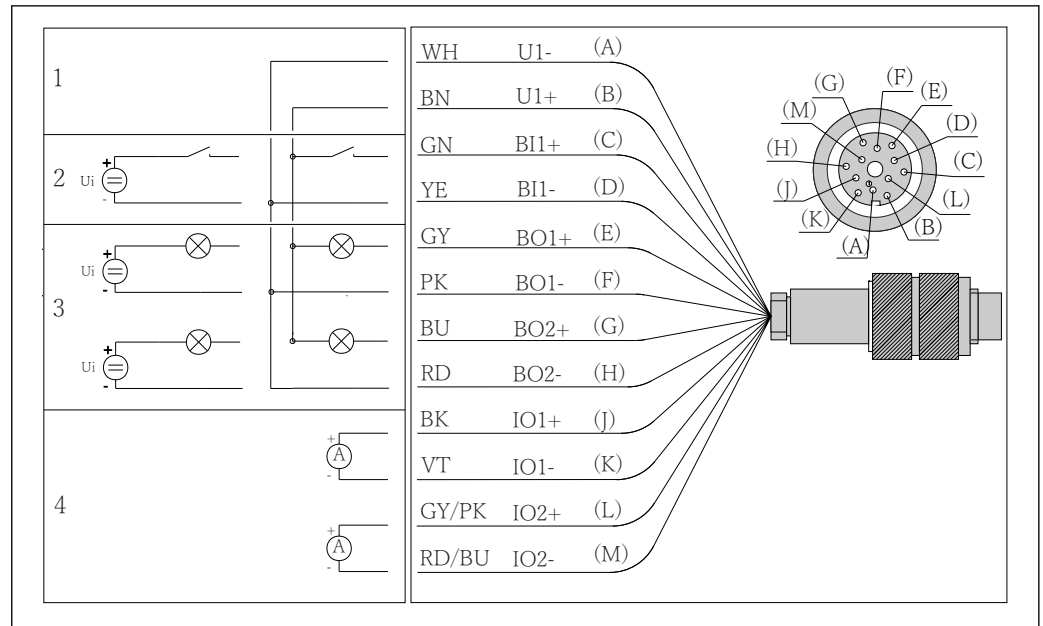 1
2
+
Ui
-
3
+
Ui
-
+
Ui
-
4
+
A
-
+
A
-
WH U1- (A)
BN U1+ (B)
GN BI1+ (C)
YE BI1- (D)
GY BO1+ (E)
PK BO1- (F)
BU BO2+ (G)
RD BO2- (H)
BK IO1+ (J)
VT IO1- (K)
GY/PK IO2+ (L)
RD/BU IO2- (M)
(F)
(G) (E)
(M) (D)
(H) (C)
(J) (L)
(K) (B)
(A)